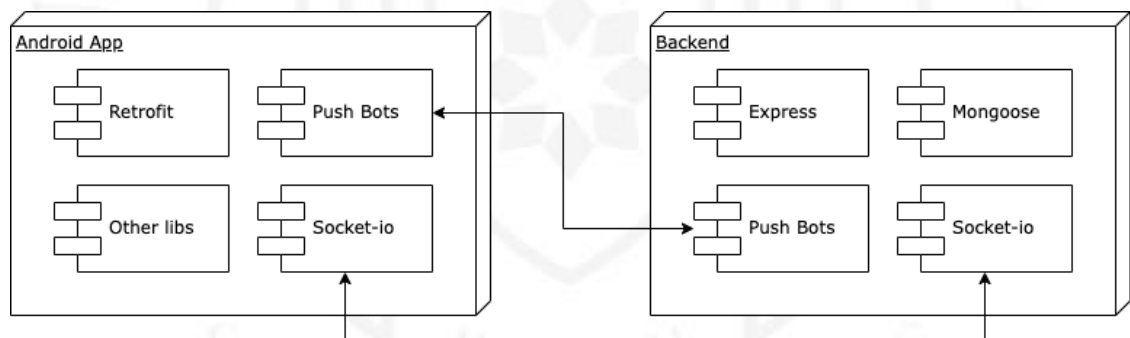 Android App
Retrofit
Push Bots
Other libs
Socket-io
Backend
Express
Mongoose
Push Bots
Socket-io